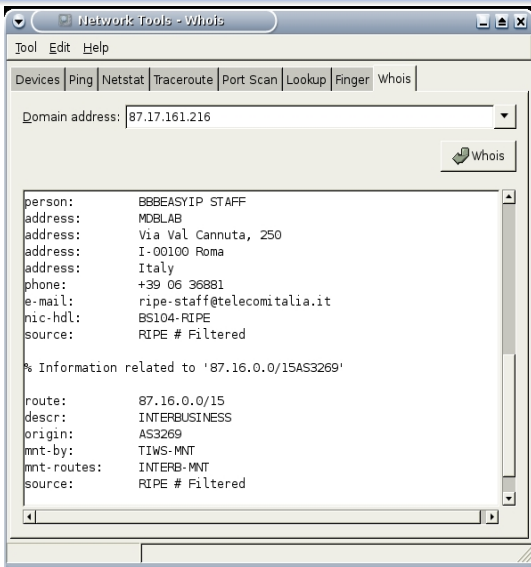 Network Tools - Whois
Tool Edit Help
Devices Ping Netstat Traceroute Port Scan Lookup Finger Whois
Domain address: 87.17.161.216
Whois
person: BBBEASYIP STAFF
address: MDBLAB
address: Via Val Cannuta, 250
address: I-00100 Roma
address: Italy
phone: +39 06 36881
e-mail: ripe-staff@telecomitalia.it
nic-hdl: BS104-RIPE
source: RIPE # Filtered
% Information related to '87.16.0.0/15AS3269'
route: 87.16.0.0/15
descr: INTERBUSINESS
origin: AS3269
mnt-by: TIWS-MNT
mnt-routes: INTERB-MNT
source: RIPE # Filtered